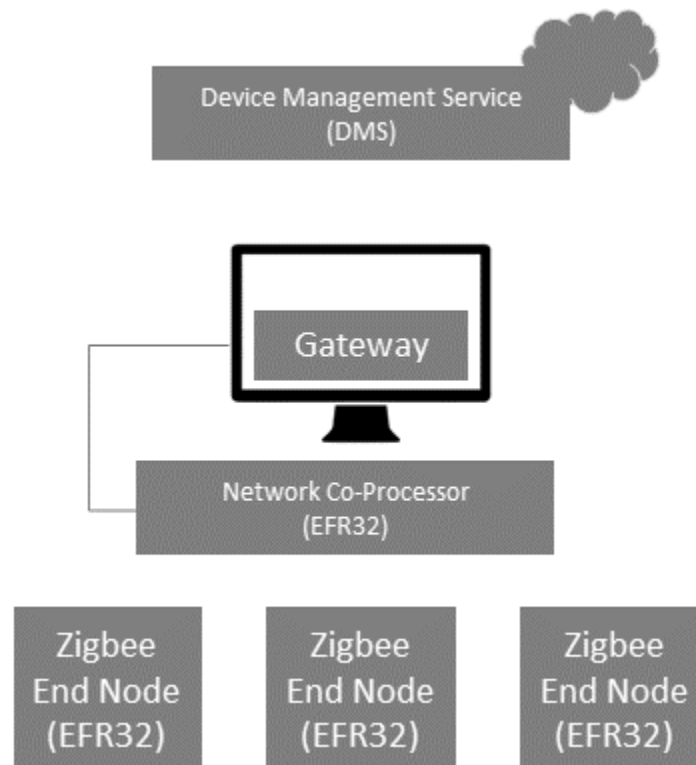 Device Management Service
(DMS)
Gateway
Network Co-Processor
(EFR32)
Zigbee
End Node
(EFR32)
Zigbee
End Node
(EFR32)
Zigbee
End Node
(EFR32)